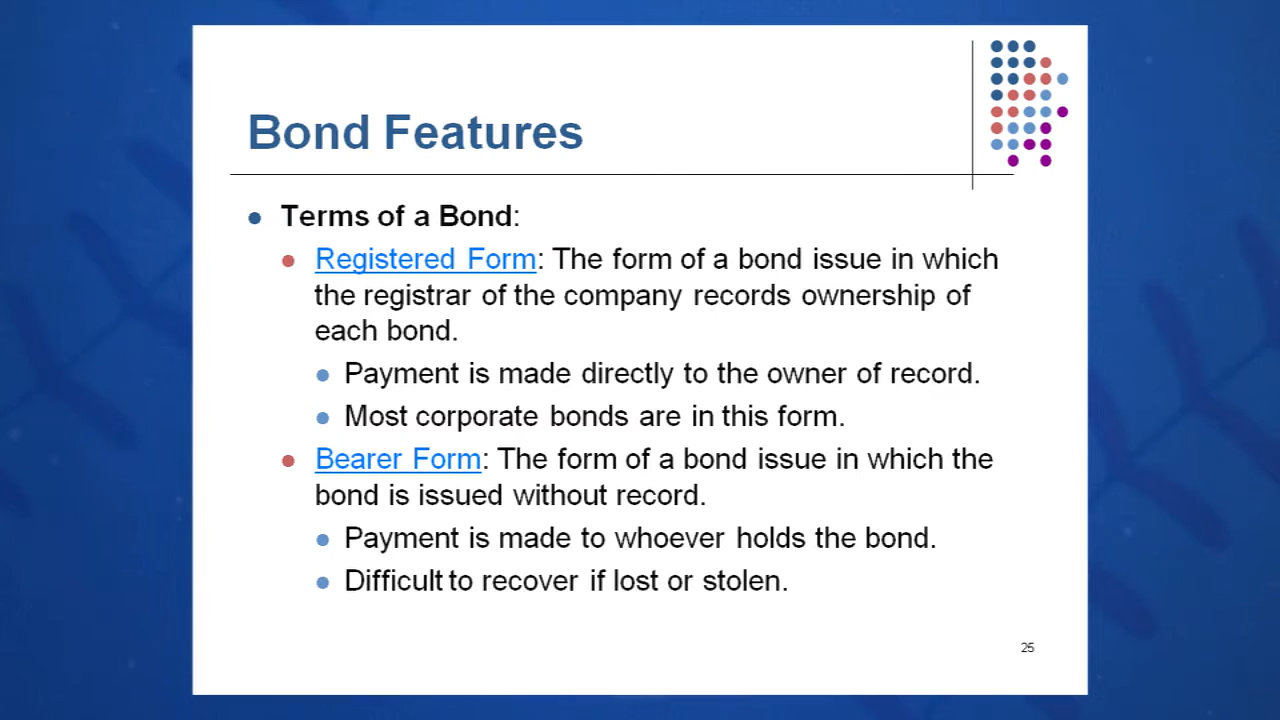 Bond Features
Terms of a Bond:
Registered Form: The form of a bond issue in which
the registrar of the company records ownership of
each bond.
Payment is made directly to the owner of record.
Most corporate bonds are in this form.
Bearer Form: The form of a bond issue in which the
bond is issued without record.
Payment is made to whoever holds the bond.
Difficult to recover if lost or stolen.
25